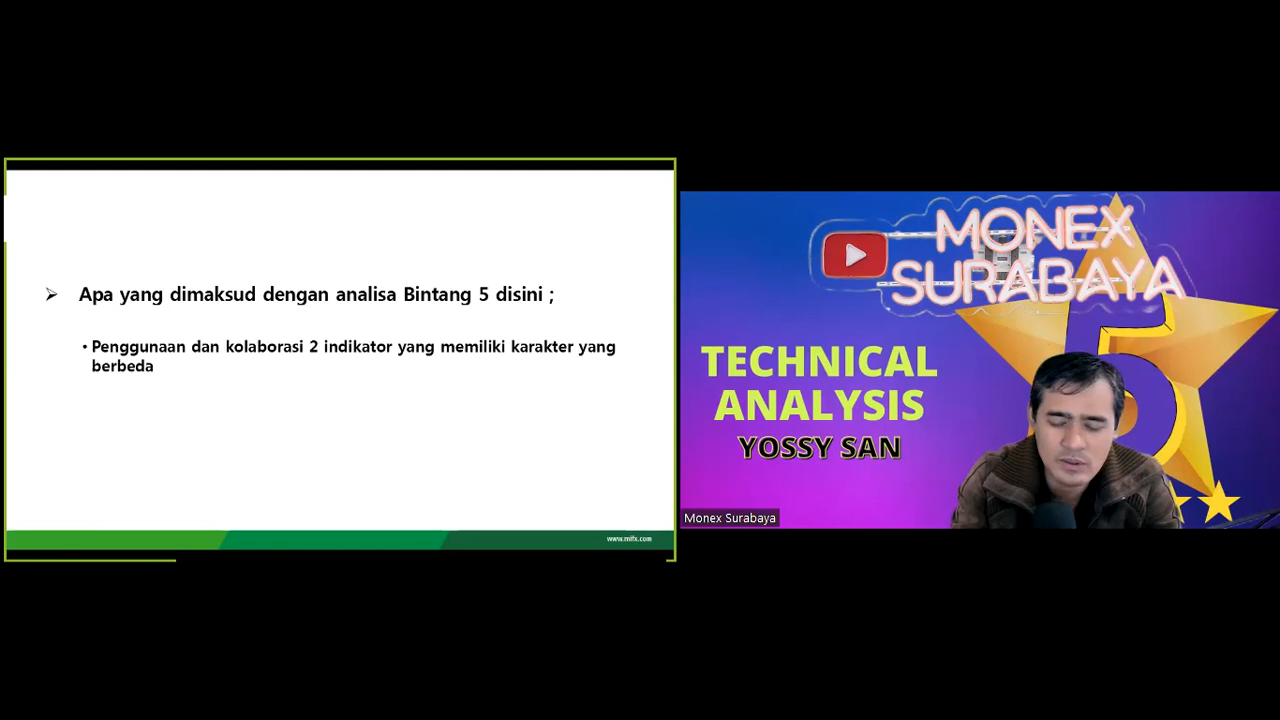 Apa yang dimaksud dengan analisa Bintang 5 disini ;
• Penggunaan dan kolaborasi 2 indikator yang memiliki karakter yang
berbeda
www.mifx.com
MONEX
SURABAYA
5
TECHNICAL
ANALYSIS
YOSSY SAN
Monex Surabaya